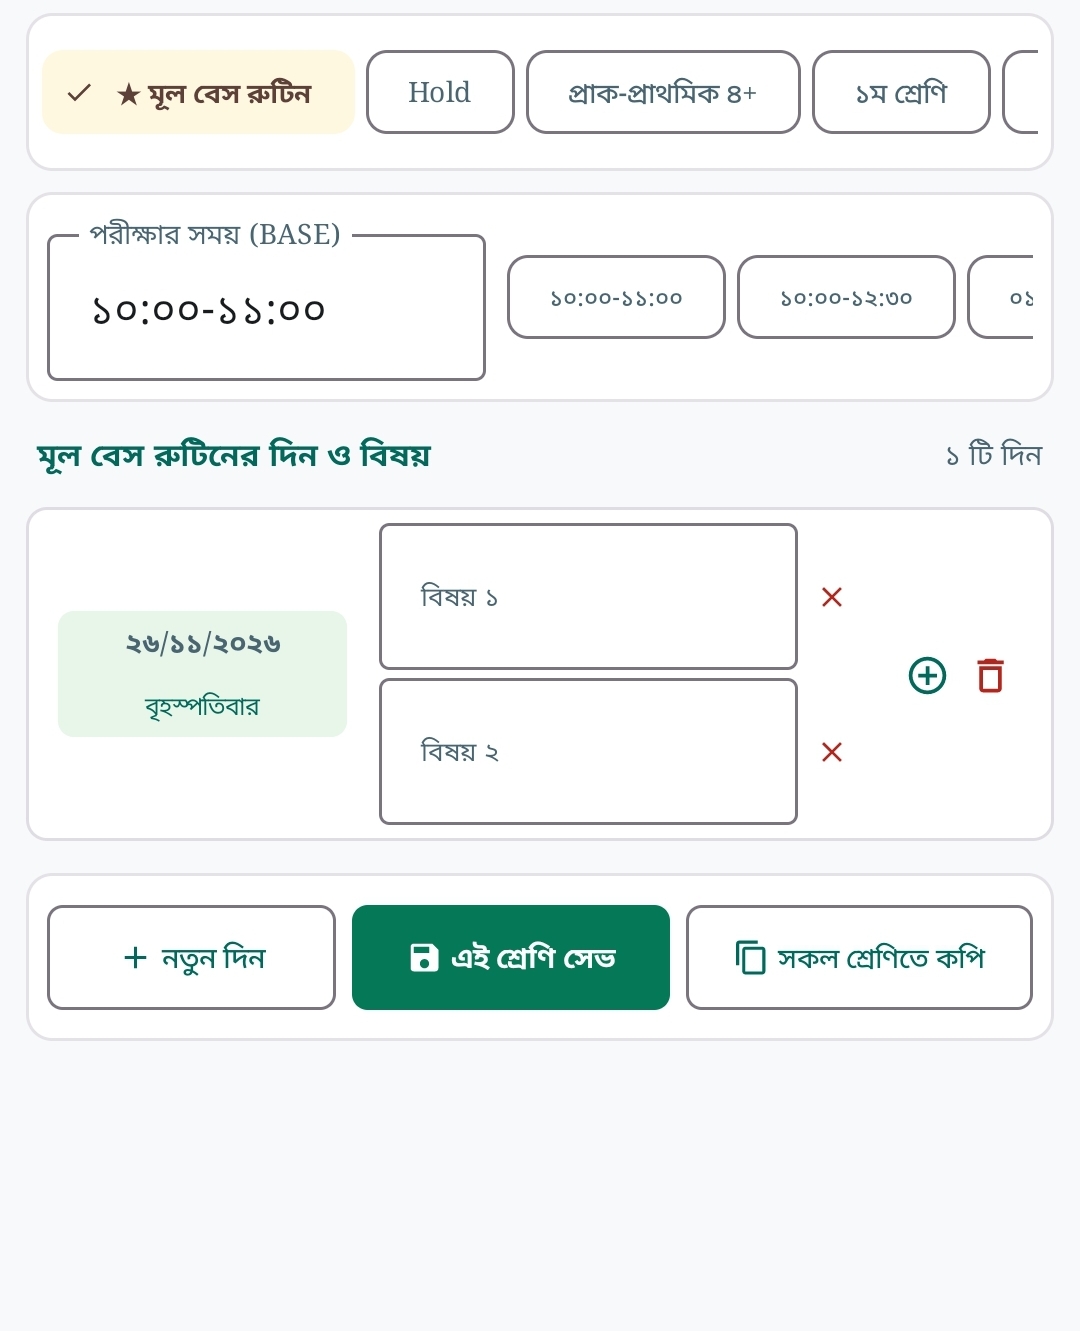 ★ মূল বেস রুটিন
Hold
প্রাক-প্রাথমিক ৪+
১ম শ্রেণি
পরীক্ষার সময় (BASE)
১০:০০-১১:০০
১০:০০-১১:০০
১০:০০-১২:৩০
০১
মূল বেস রুটিনের দিন ও বিষয়
১ টি দিন
২৬/১১/২০২৬
বৃহস্পতিবার
বিষয় ১
বিষয় ২
+ নতুন দিন
এই শ্রেণি সেভ
সকল শ্রেণিতে কপি